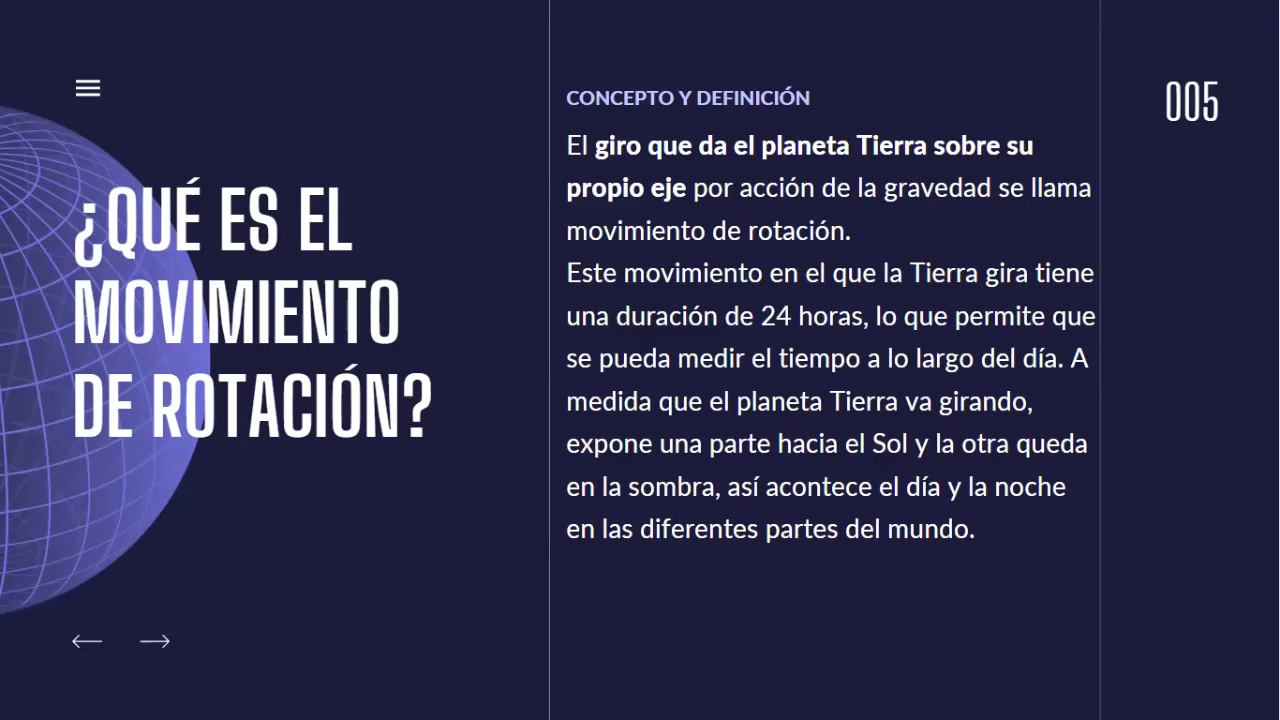 ¿QUÉ ES EL
MOVIMIENTO
DE ROTACIÓN?
CONCEPTO Y DEFINICIÓN
El giro que da el planeta Tierra sobre su
propio eje por acción de la gravedad se llama
movimiento de rotación.
Este movimiento en el que la Tierra gira tiene
una duración de 24 horas, lo que permite que
se pueda medir el tiempo a lo largo del día. A
medida que el planeta Tierra va girando,
expone una parte hacia el Sol y la otra queda
en la sombra, así acontece el día y la noche
en las diferentes partes del mundo.
005